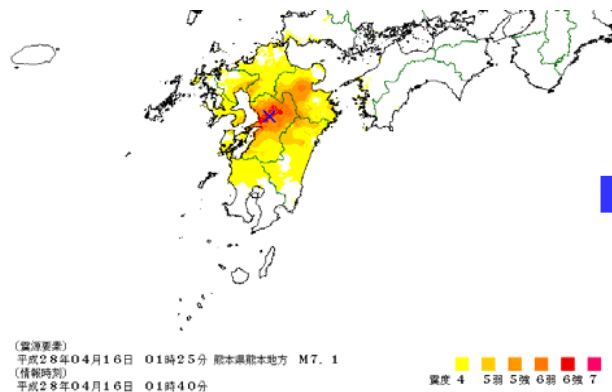 (震源要素)
平成28年04月16日 01時25分 熊本県熊本地方 M7.1
(情報時刻)
平成28年04月16日 01時40分
震度 4 5弱 5強 6弱 6強 7